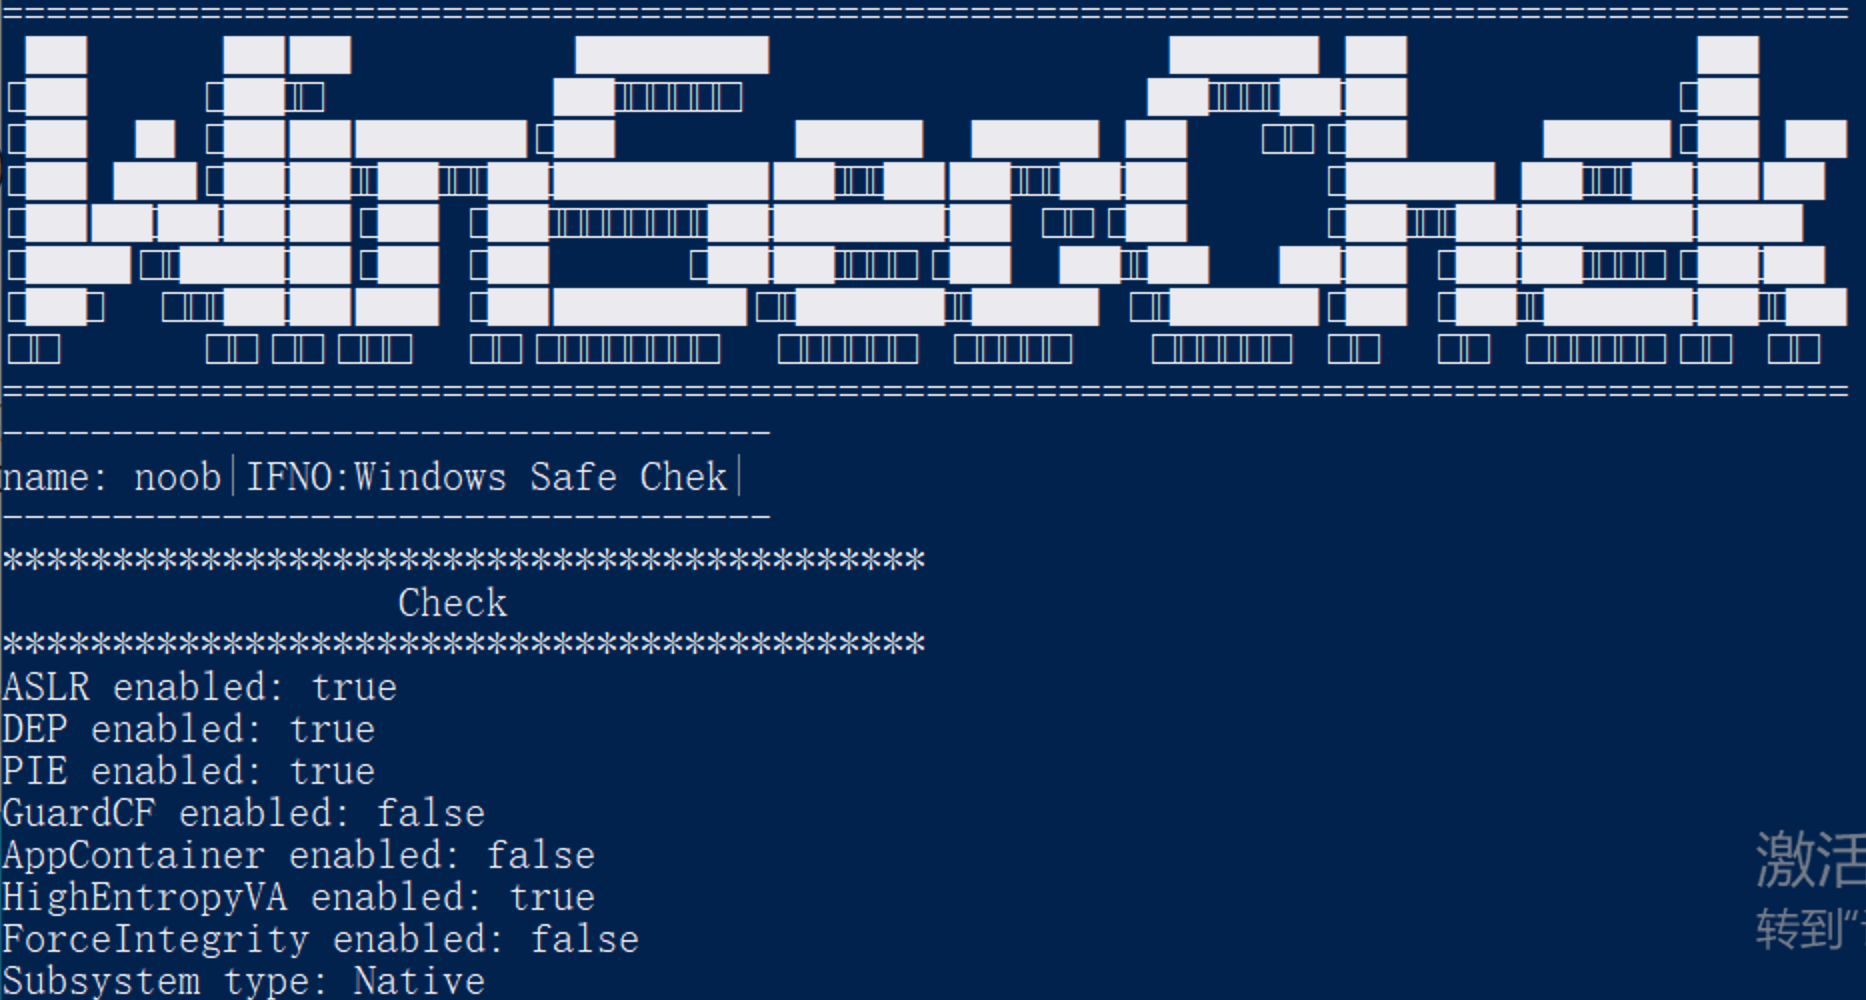 ====================================================================================
WinSecCheck
====================================================================================
-----------------------------------
name: noob|IFNO:Windows Safe Chek|
-----------------------------------
******************************************
Check
******************************************
ASLR enabled: true
DEP enabled: true
PIE enabled: true
GuardCF enabled: false
AppContainer enabled: false
HighEntropyVA enabled: true
ForceIntegrity enabled: false
Subsystem type: Native
激活
转到"